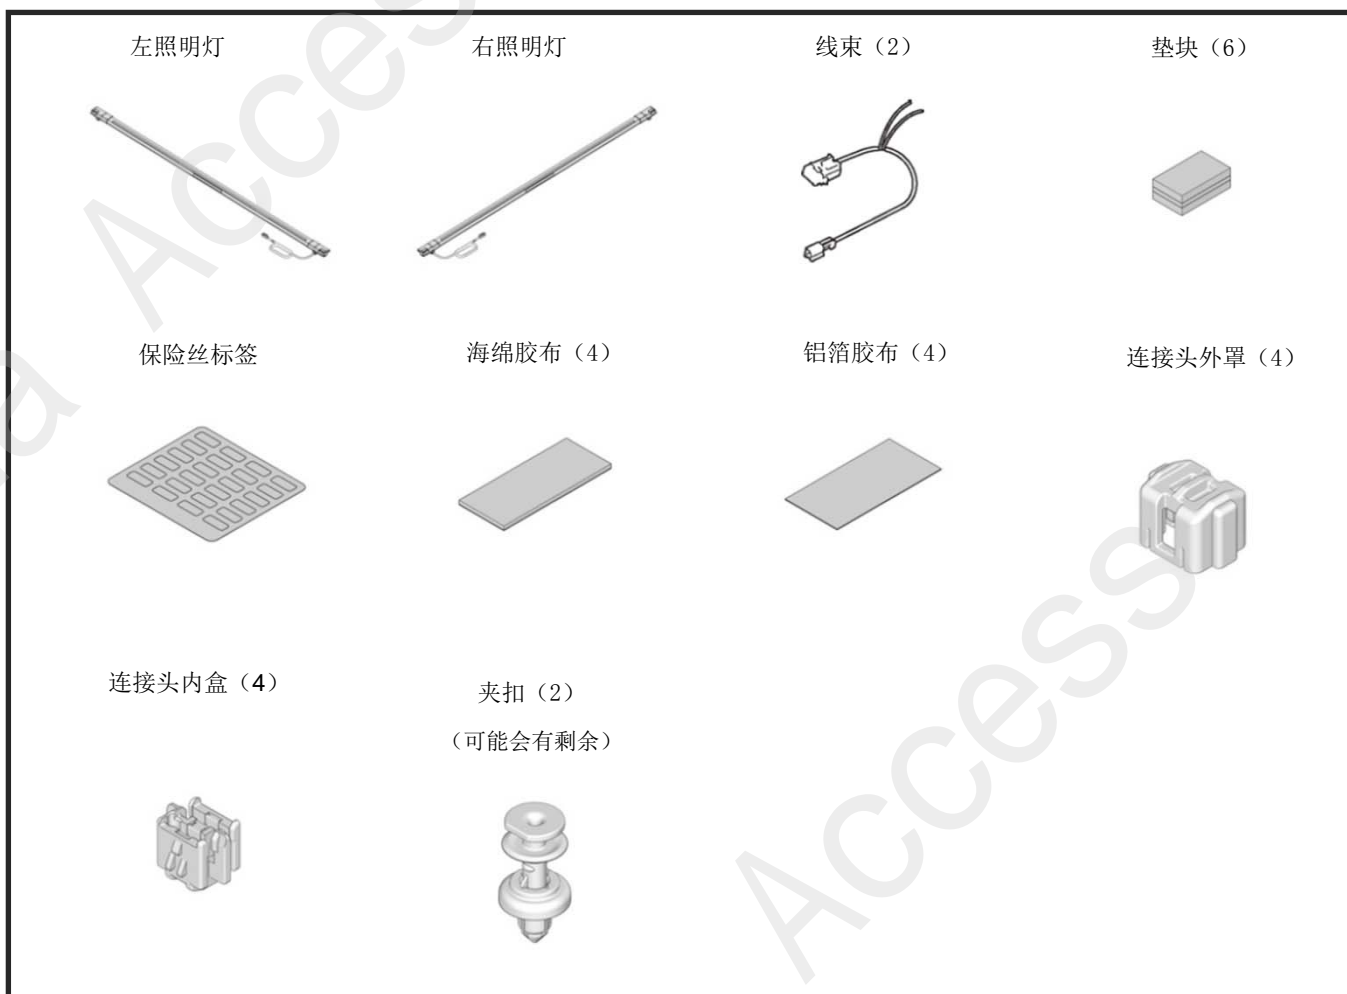 左照明灯
右照明灯
线束（2）
垫块（6）
保险丝标签
海绵胶布（4）
铝箔胶布（4）
连接头外罩（4）
连接头内盒（4）
夹扣（2）
（可能会有剩余）
Acces
a
Access